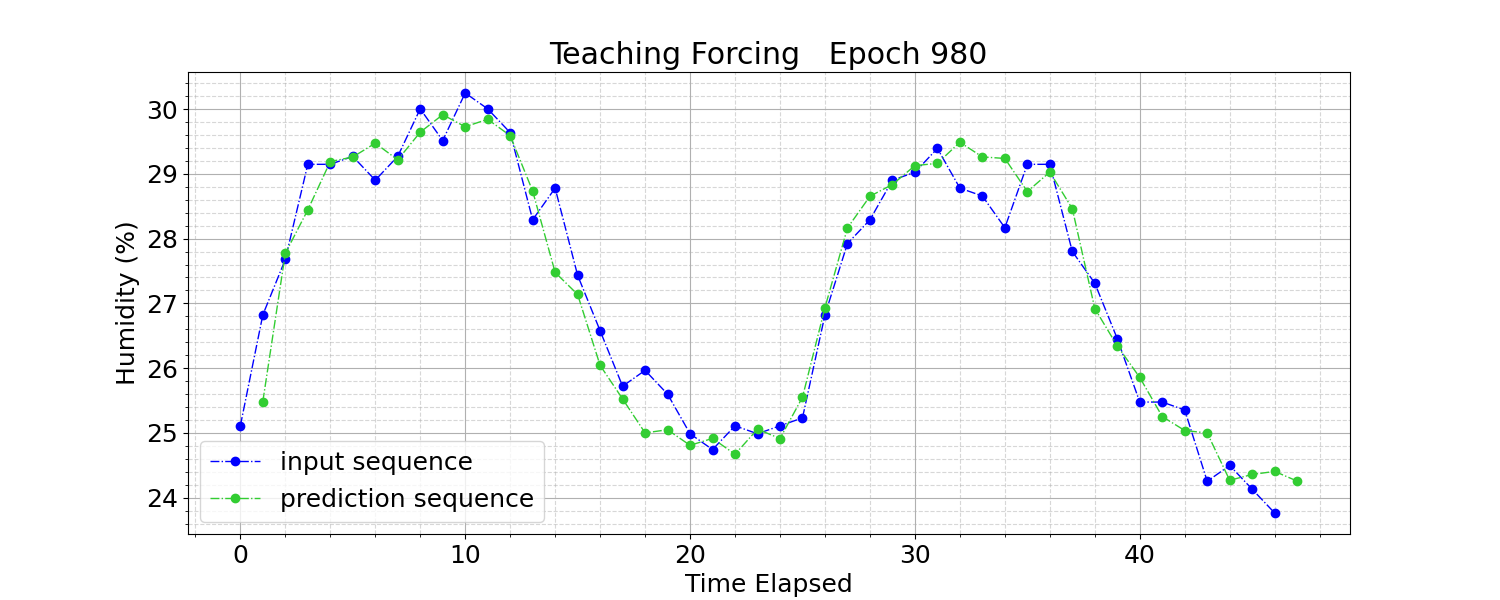 Teaching Forcing   Epoch 980
Humidity (%)
30
29
28
27
26
25
24
input sequence
prediction sequence
0 10 20 30 40
Time Elapsed